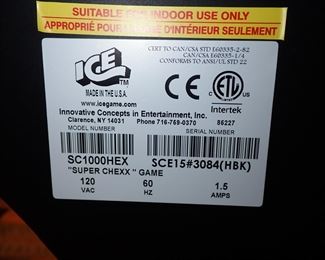 SUITABLE FOR INDOOR USE ONLY
APPROPRIÉ POUR L'USAGE D'INTÉRIEUR SEULEMENT
CERT TO CAN/CSA STD E60335-2-82
CAN/CSA E60335-1/4
CONFORMS TO ANSI/UL STD 22
ICE
TM
MADE IN THE U.S.A.
www.icegame.com
CE
ETL
Intertek
86227
Innovative Concepts in Entertainment, Inc.
Clarence, NY 14031 Phone 716-769-0370
MODEL NUMBER SERIAL NUMBER
SC1000HEX SCE15#3084(HBK)
"SUPER CHEXX" GAME
120 60 1.5
VAC HZ AMPS